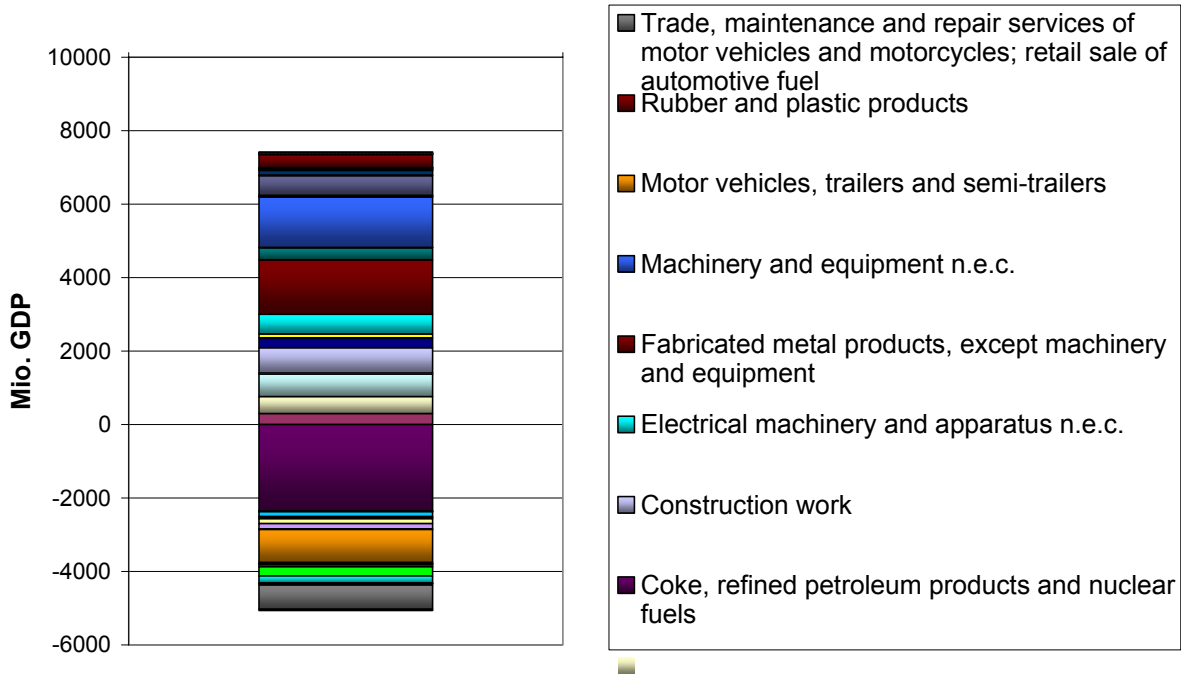 10000
8000
6000
4000
2000
0
-2000
-4000
-6000
Mio. GDP
Trade, maintenance and repair services of
motor vehicles and motorcycles; retail sale of
automotive fuel
Rubber and plastic products
Motor vehicles, trailers and semi-trailers
Machinery and equipment n.e.c.
Fabricated metal products, except machinery
and equipment
Electrical machinery and apparatus n.e.c.
Construction work
Coke, refined petroleum products and nuclear
fuels